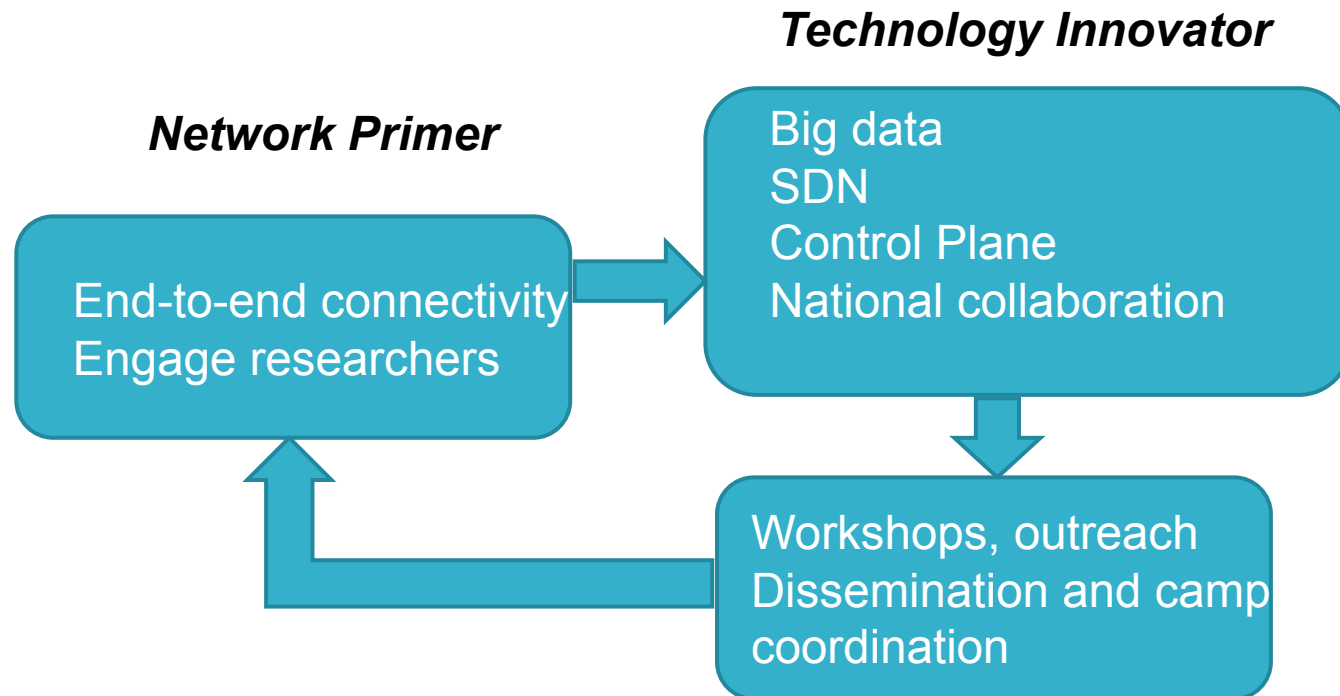 Technology Innovator
Network Primer
Big data
SDN
Control Plane
National collaboration
End-to-end connectivity
Engage researchers
Workshops, outreach
Dissemination and camp
coordination